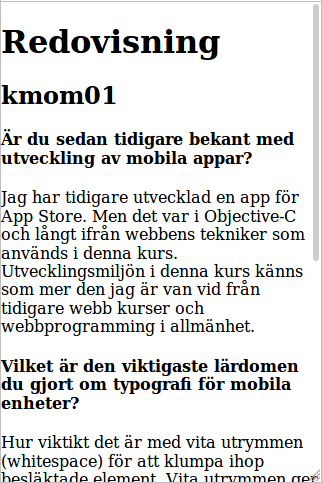 Redovisning
kmom01
Är du sedan tidigare bekant med
utveckling av mobila appar?
Jag har tidigare utvecklad en app för
App Store. Men det var i Objective-C
och långt ifrån webbens tekniker som
används i denna kurs.
Utvecklingsmiljön i denna kurs känns
som mer den jag är van vid från
tidigare webb kurser och
webbprogramming i allmänhet.
Vilket är den viktigaste lärdomen
du gjort om typografi för mobila
enheter?
Hur viktikt det är med vita utrymmen
(whitespace) för att klumpa ihop
besläktade element. Vita utrymmen ger